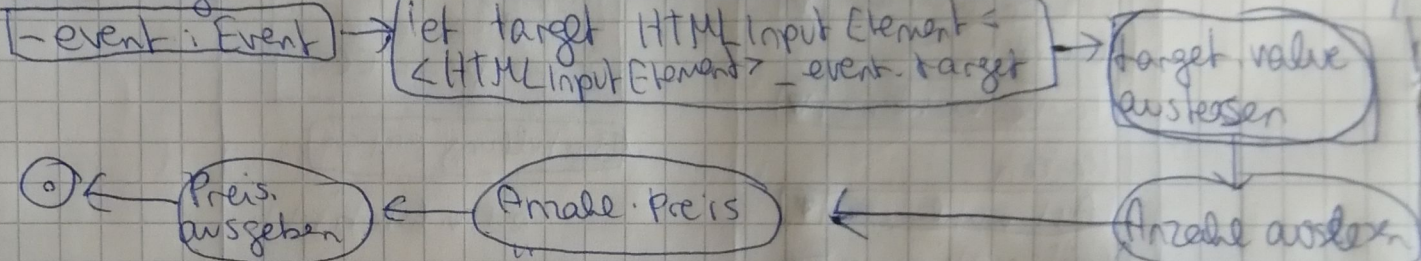 _event: Event
let target HTMLInputElement =
<HTMLInputElement> _event.target
target.value
auslesen
Anzahl auslesen
Anzahl · Preis
Preis.
ausgeben